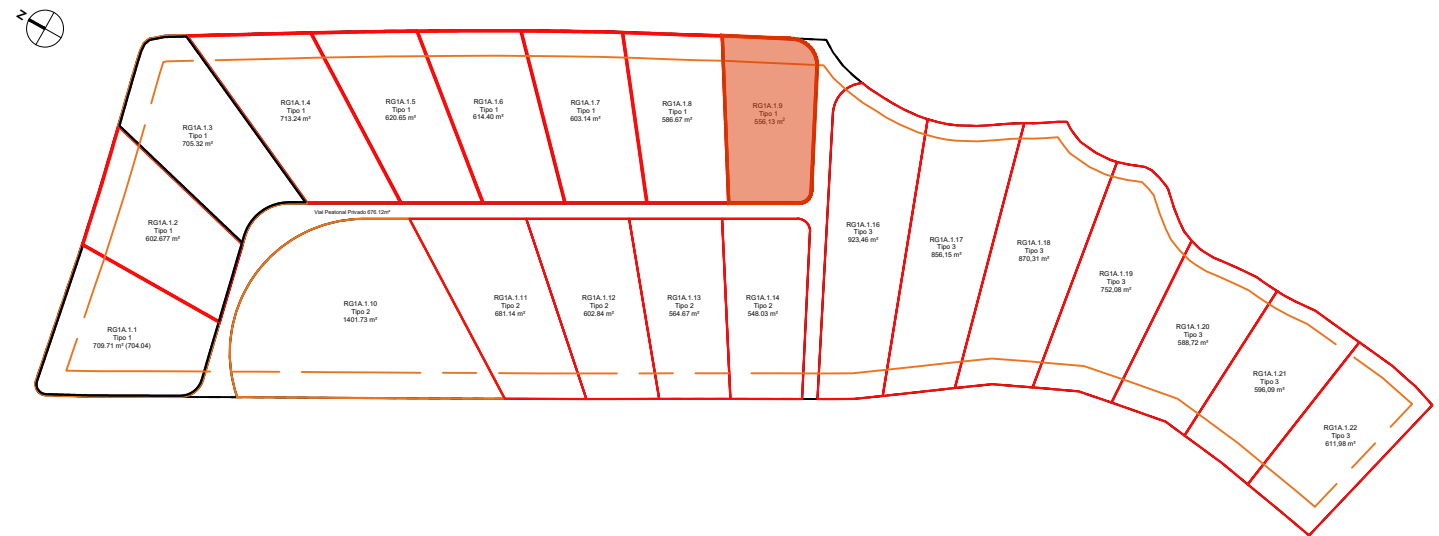 Z
RG1A.1.4
Tipo 1
713.24 m²
RG1A.1.5
Tipo 1
620.65 m²
RG1A.1.6
Tipo 1
614.40 m²
RG1A.1.7
Tipo 1
603.14 m²
RG1A.1.8
Tipo 1
586.67 m²
RG1A.1.9
Tipo 1
556,13 m²
RG1A.1.3
Tipo 1
705.32 m²
RG1A.1.2
Tipo 1
602.677 m²
RG1A.1.1
Tipo 1
709.71 m² (704.04)
Vial Peatonal Privado 676.12m²
RG1A.1.10
Tipo 2
1401.73 m²
RG1A.1.11
Tipo 2
681.14 m²
RG1A.1.12
Tipo 2
602.84 m²
RG1A.1.13
Tipo 2
564.67 m²
RG1A.1.14
Tipo 2
548.03 m²
RG1A.1.16
Tipo 3
923,46 m²
RG1A.1.17
Tipo 3
856,15 m²
RG1A.1.18
Tipo 3
870,31 m²
RG1A.1.19
Tipo 3
752,08 m²
RG1A.1.20
Tipo 3
588,72 m²
RG1A.1.21
Tipo 3
596,09 m²
RG1A.1.22
Tipo 3
611,98 m²